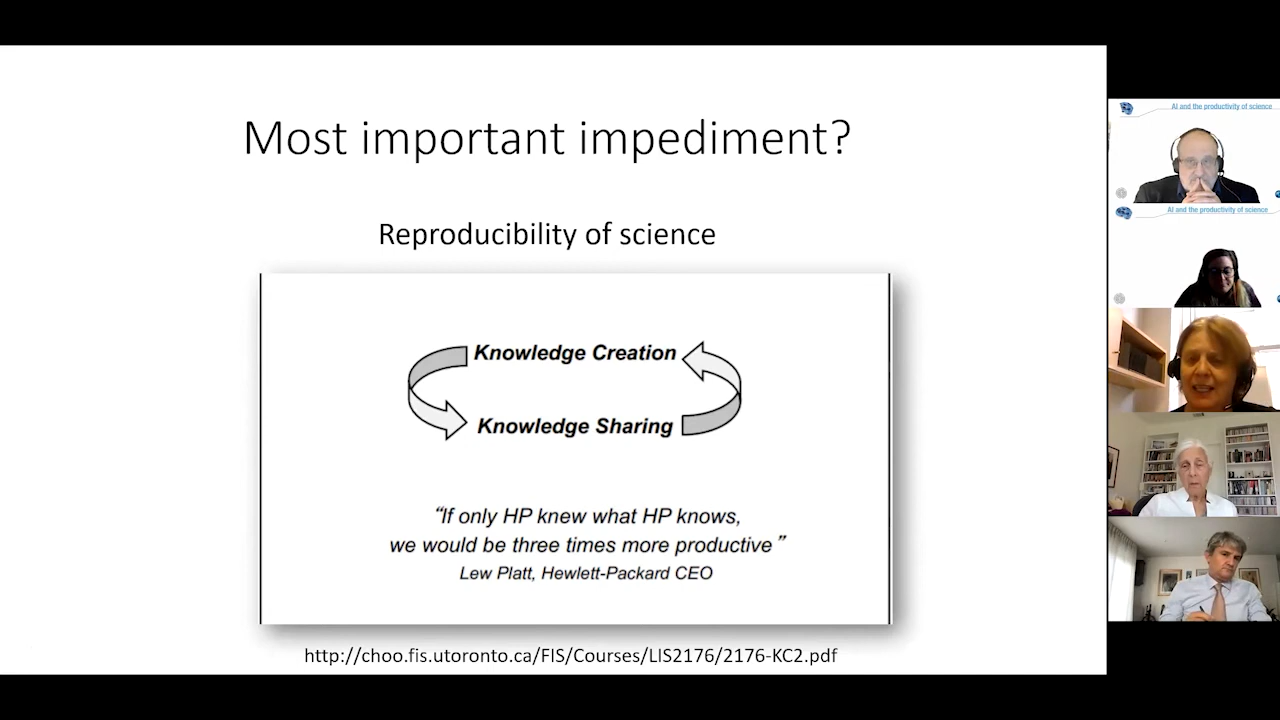 Most important impediment?
Reproducibility of science
Knowledge Creation
Knowledge Sharing
“If only HP knew what HP knows,
we would be three times more productive”
Lew Platt, Hewlett-Packard CEO
http://choo.fis.utoronto.ca/FIS/Courses/LIS2176/2176-KC2.pdf
AI and the productivity of science
AI and the productivity of science